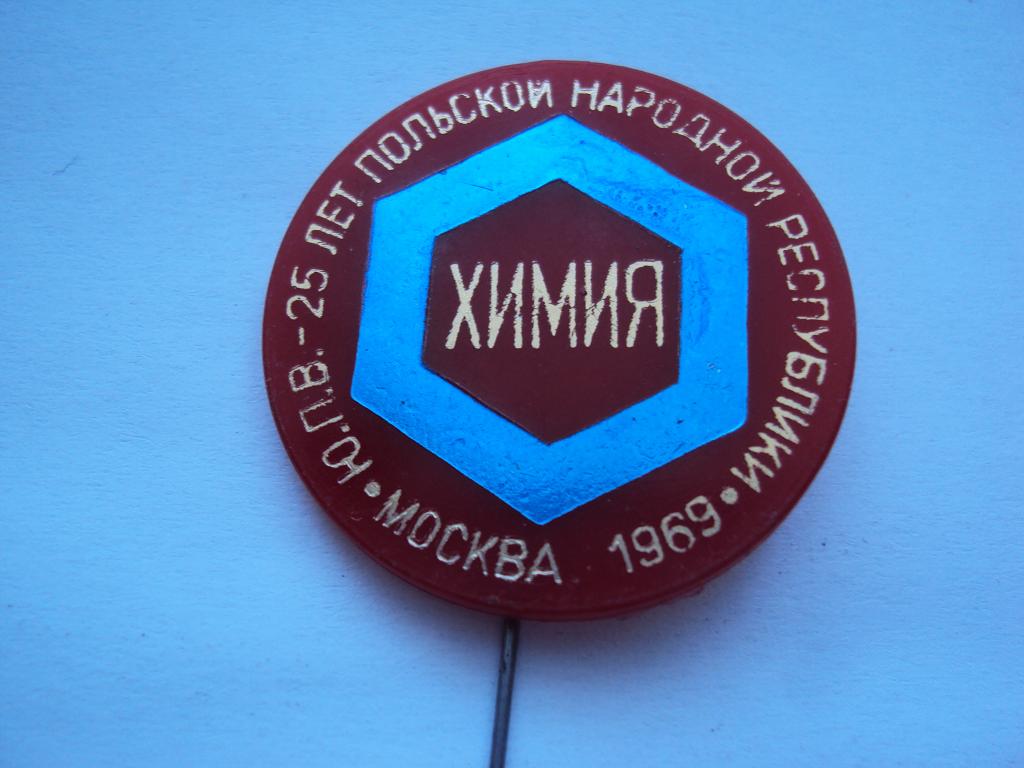 Ю.П.В.-25 ЛЕТ ПОЛЬСКОЙ НАРОДНОЙ РЕСПУБЛИКИ •
ХИМИЯ
• МОСКВА 1969